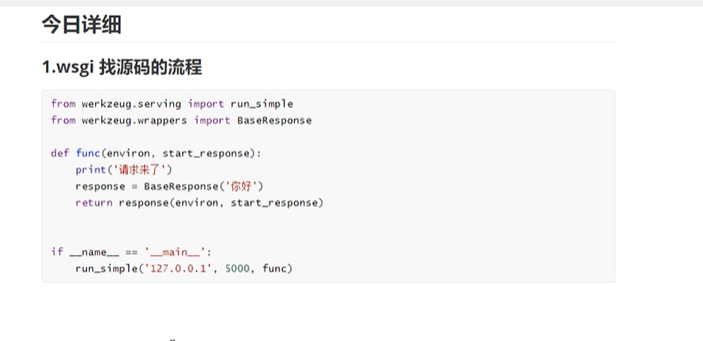 今日详细
1.wsgi 找源码的流程
from werkzeug.serving import run_simple
from werkzeug.wrappers import BaseResponse
def func(environ, start_response):
    print('请求来了')
    response = BaseResponse('你好')
    return response(environ, start_response)
if __name__ == '__main__':
    run_simple('127.0.0.1', 5000, func)